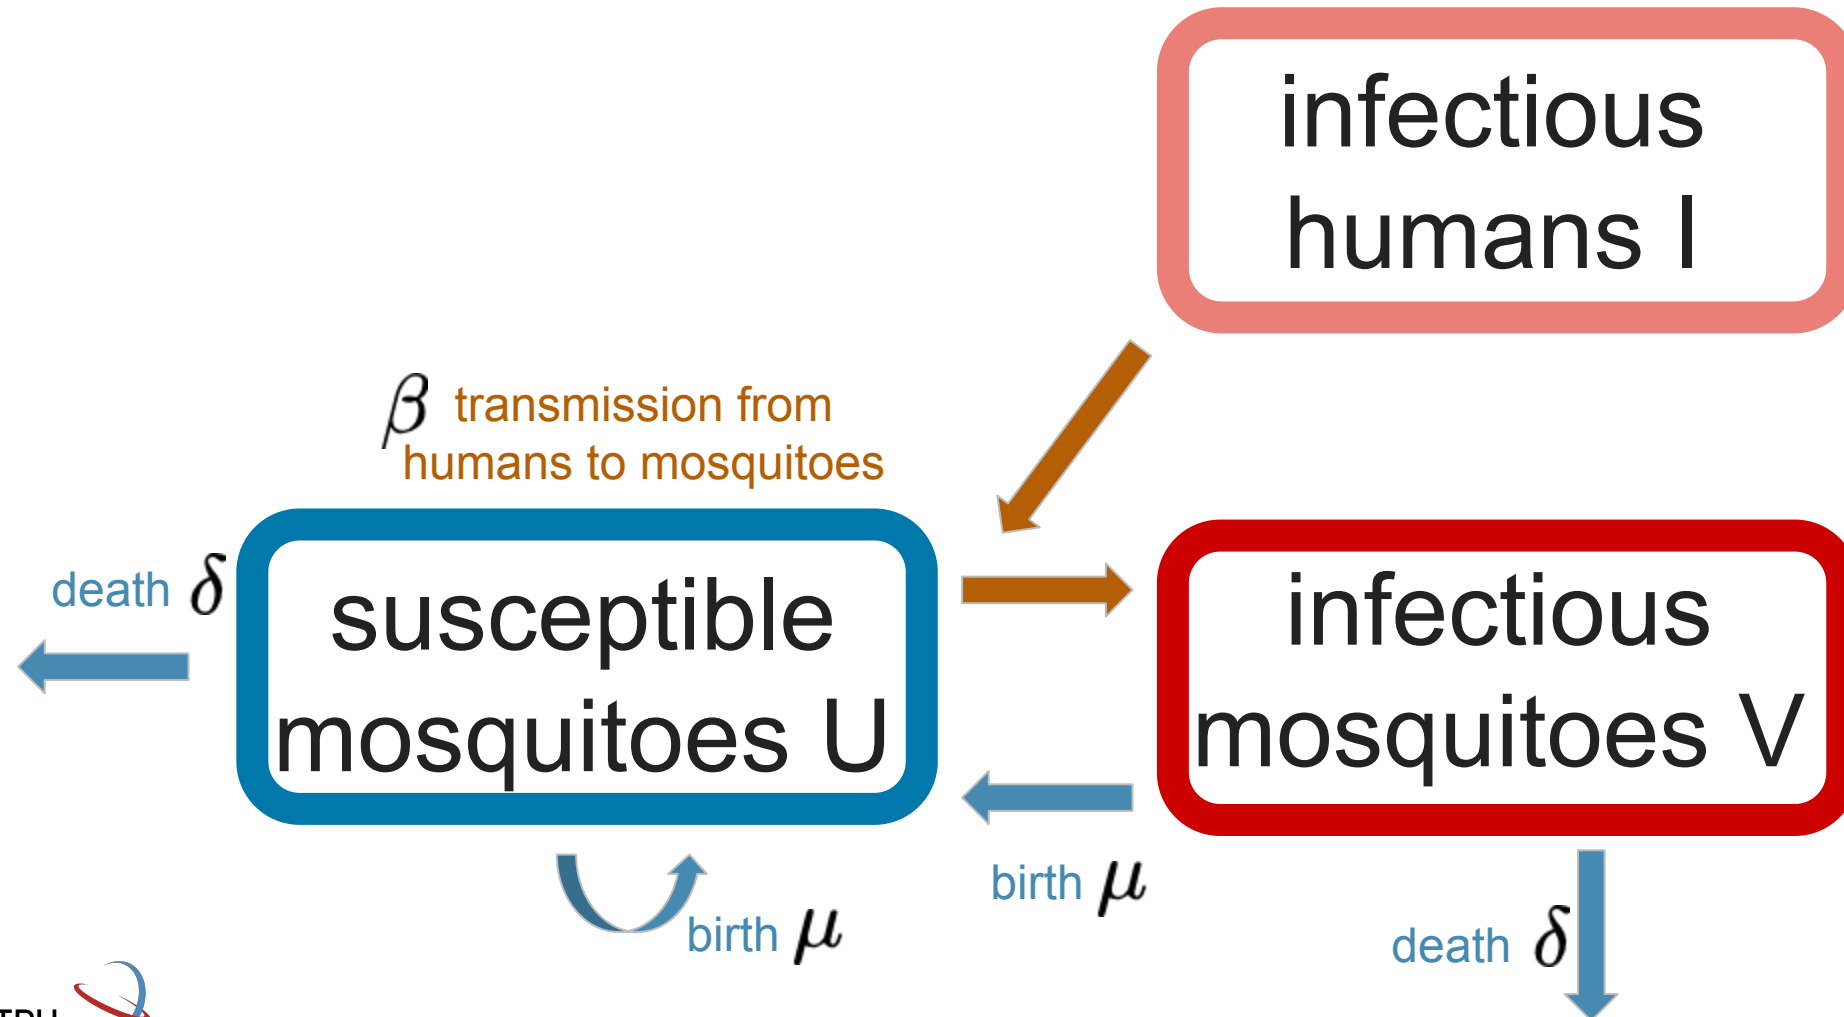 infectious
humans I
β transmission from
humans to mosquitoes
death δ
susceptible
mosquitoes U
infectious
mosquitoes V
birth μ
birth μ
death δ